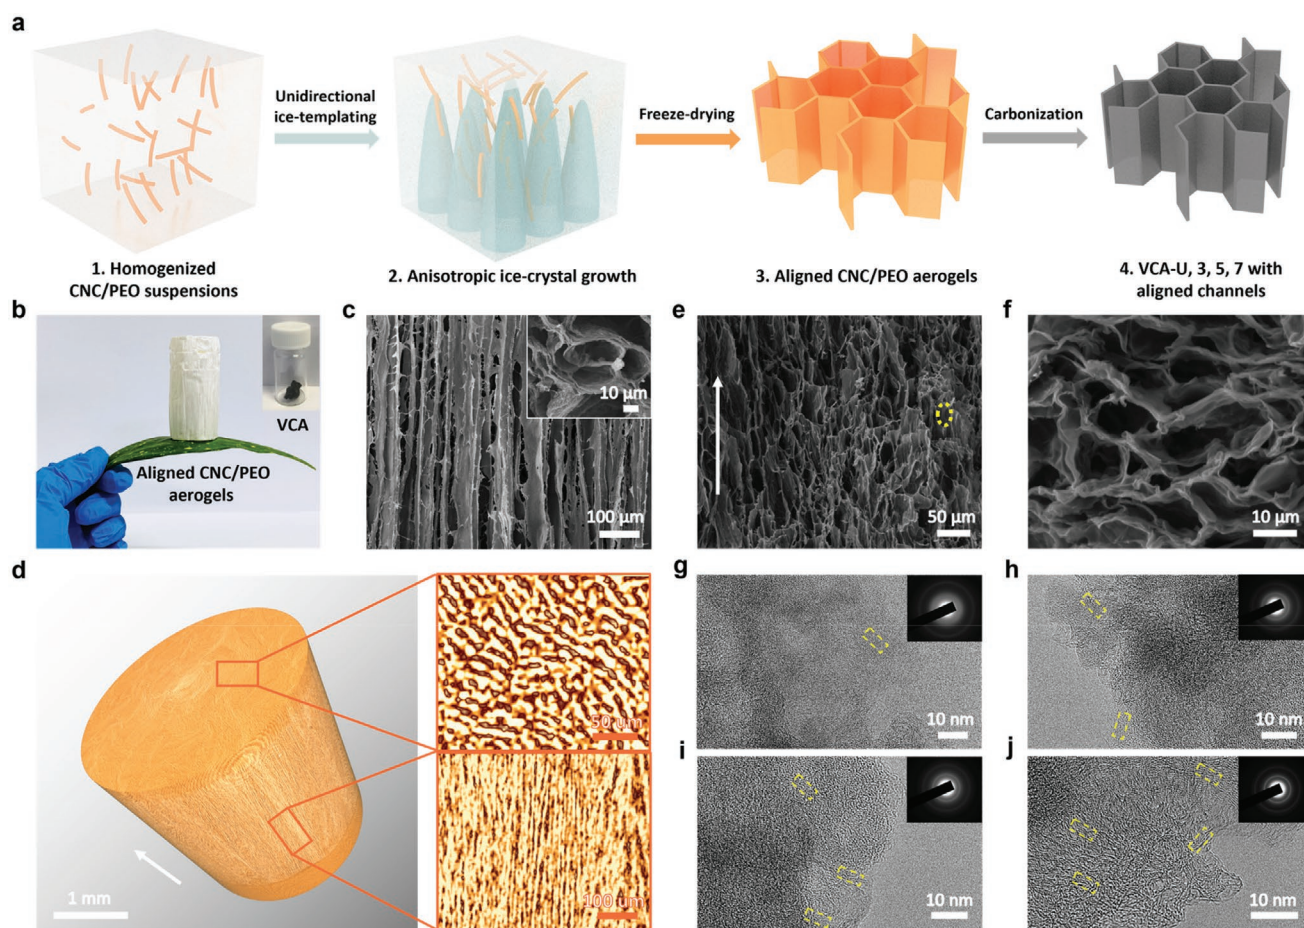 a
Unidirectional
ice-templating
Freeze-drying
Carbonization
1. Homogenized
CNC/PEO suspensions
2. Anisotropic ice-crystal growth
3. Aligned CNC/PEO aerogels
4. VCA-U, 3, 5, 7 with
aligned channels
b
VCA
Aligned CNC/PEO
aerogels
c
10 µm
100 µm
e
50 µm
f
10 µm
d
1 mm
50 um
100 um
g
10 nm
h
10 nm
i
10 nm
j
10 nm